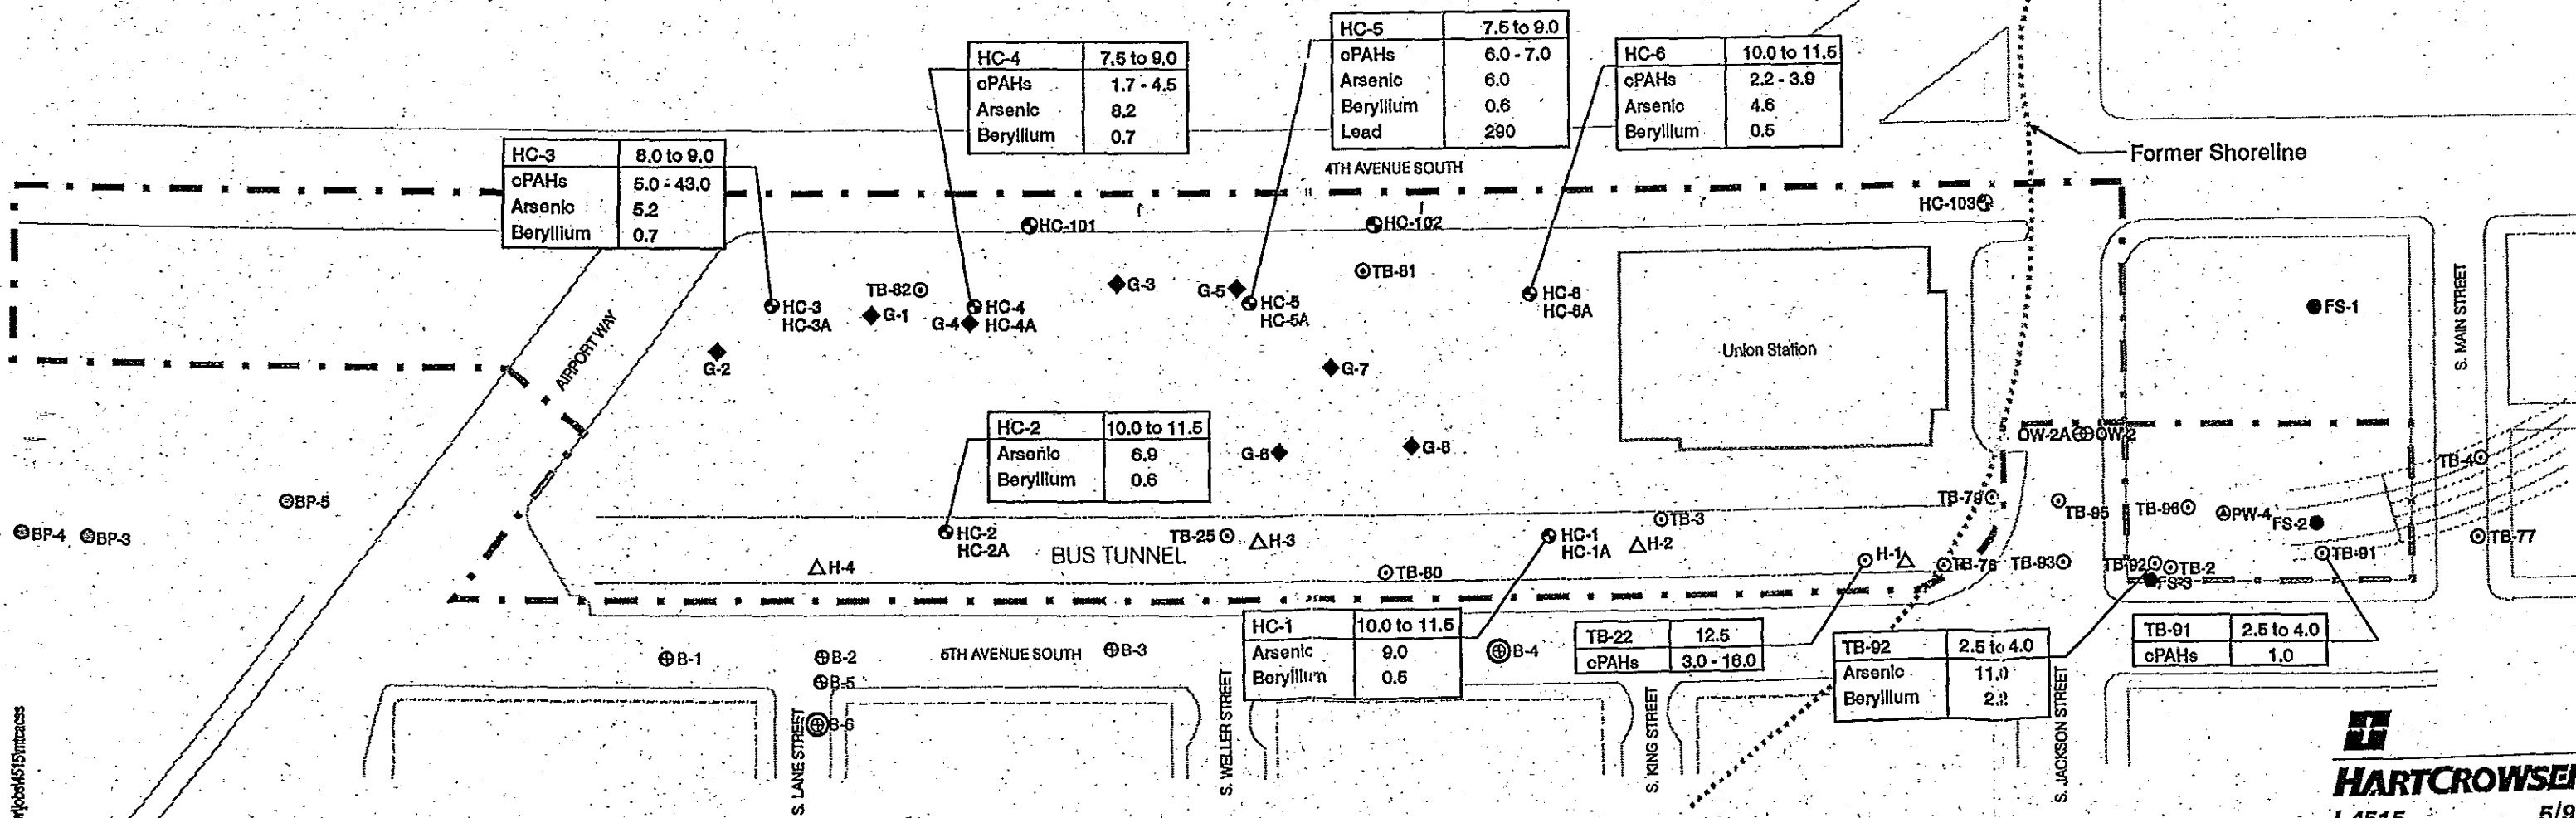 HC-5 7.5 to 9.0
cPAHs 6.0 - 7.0
Arsenic 6.0
Beryllium 0.6
Lead 290
HC-4 7.5 to 9.0
cPAHs 1.7 - 4.5
Arsenic 8.2
Beryllium 0.7
HC-6 10.0 to 11.5
cPAHs 2.2 - 3.9
Arsenic 4.6
Beryllium 0.5
HC-3 8.0 to 9.0
cPAHs 5.0 - 43.0
Arsenic 5.2
Beryllium 0.7
4TH AVENUE SOUTH
Former Shoreline
HC-101
HC-102
HC-103
TB-81
TB-82
G-1
G-2
G-3
G-4
G-5
G-6
G-7
G-8
HC-3
HC-3A
HC-4
HC-4A
HC-5
HC-5A
HC-6
HC-6A
FS-1
Union Station
AIRPORT WAY
S. MAIN STREET
HC-2 10.0 to 11.5
Arsenic 6.9
Beryllium 0.6
OW-2A
OW-2
TB-4
BP-5
BP-4
BP-3
HC-2
HC-2A
BUS TUNNEL
TB-25
H-3
H-4
TB-80
HC-1
HC-1A
TB-3
H-2
H-1
TB-79
TB-78
TB-95
TB-93
TB-96
PW-4
FS-2
TB-91
TB-77
TB-92
TB-2
FS-3
HC-1 10.0 to 11.5
Arsenic 9.0
Beryllium 0.5
TB-22 12.5
cPAHs 3.0 - 16.0
TB-92 2.5 to 4.0
Arsenic 11.0
Beryllium
TB-91 2.5 to 4.0
cPAHs 1.0
B-1
B-2
B-5
B-6
5TH AVENUE SOUTH
B-3
B-4
S. LANE STREET
S. WELLER STREET
S. KING STREET
S. JACKSON STREET
HARTCROWSER